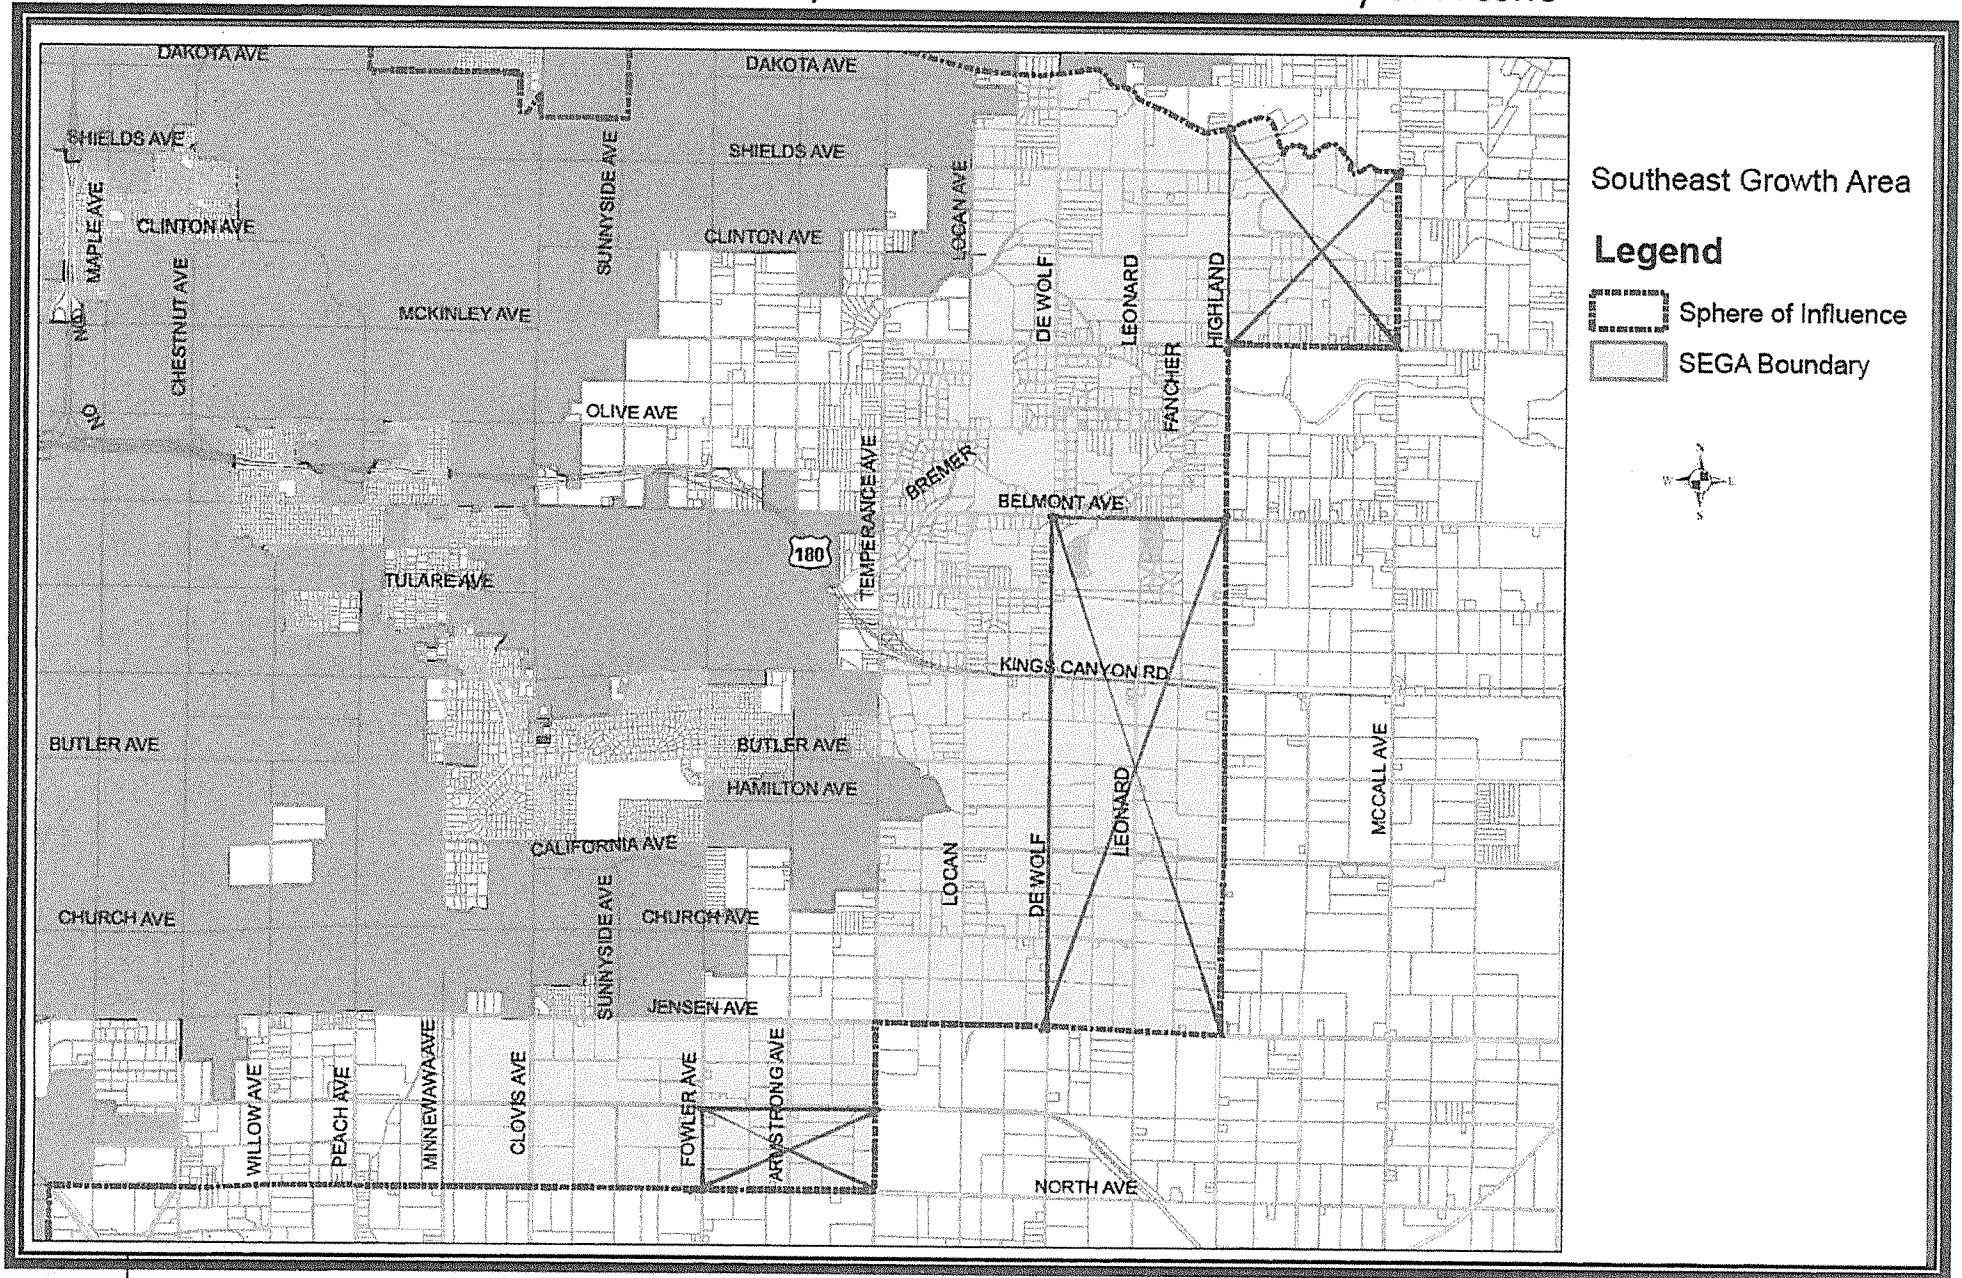 DAKOTA AVE
DAKOTA AVE
SHIELDS AVE
SHIELDS AVE
MAPLE AVE
CLINTON AVE
CHESTNUT AVE
SUNNYSIDE AVE
CLINTON AVE
LOCAN AVE
MCKINLEY AVE
DE WOLF
LEONARD
HIGHLAND
FANCHER
OLIVE AVE
TEMPERANCE AVE
BREMER
BELMONT AVE
180
TULARE AVE
KINGS CANYON RD
BUTLER AVE
BUTLER AVE
HAMILTON AVE
CALIFORNIA AVE
LOCAN
DE WOLF
LEONARD
MCCALL AVE
CHURCH AVE
SUNNYSIDE AVE
CHURCH AVE
JENSEN AVE
WILLOW AVE
PEACH AVE
MINNEWAWA AVE
CLOVIS AVE
FOWLER AVE
ARMSTRONG AVE
NORTH AVE
Southeast Growth Area
Legend
Sphere of Influence
SEGA Boundary
N
W E
S